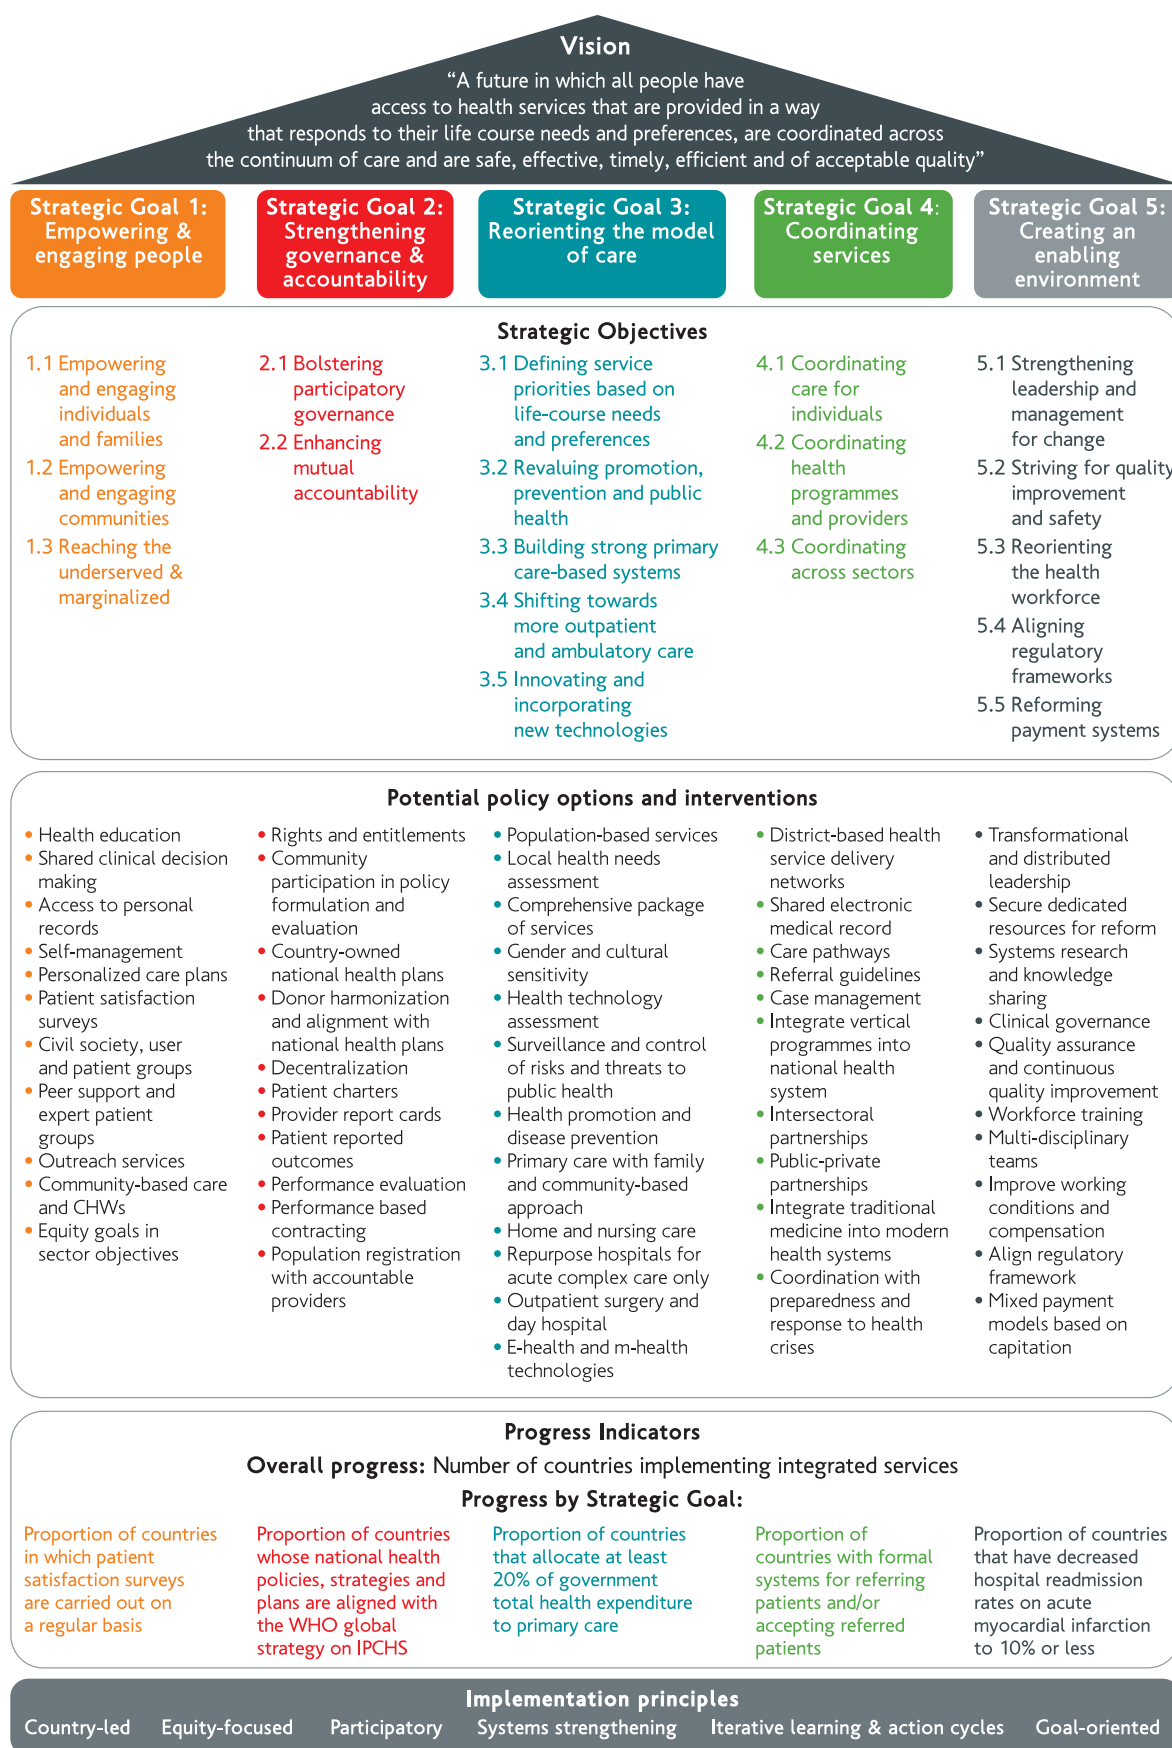 Vision
“A future in which all people have
access to health services that are provided in a way
that responds to their life course needs and preferences, are coordinated across
the continuum of care and are safe, effective, timely, efficient and of acceptable quality”
Strategic Goal 1:
Empowering &
engaging people
Strategic Goal 2:
Strengthening
governance &
accountability
Strategic Goal 3:
Reorienting the model
of care
Strategic Goal 4:
Coordinating
services
Strategic Goal 5:
Creating an
enabling
environment
Strategic Objectives
1.1 Empowering
and engaging
individuals
and families
1.2 Empowering
and engaging
communities
1.3 Reaching the
underserved &
marginalized
2.1 Bolstering
participatory
governance
2.2 Enhancing
mutual
accountability
3.1 Defining service
priorities based on
life-course needs
and preferences
3.2 Revaluing promotion,
prevention and public
health
3.3 Building strong primary
care-based systems
3.4 Shifting towards
more outpatient
and ambulatory care
3.5 Innovating and
incorporating
new technologies
4.1 Coordinating
care for
individuals
4.2 Coordinating
health
programmes
and providers
4.3 Coordinating
across sectors
5.1 Strengthening
leadership and
management
for change
5.2 Striving for quality
improvement
and safety
5.3 Reorienting
the health
workforce
5.4 Aligning
regulatory
frameworks
5.5 Reforming
payment systems
Potential policy options and interventions
• Health education
• Shared clinical decision
making
• Access to personal
records
• Self-management
• Personalized care plans
• Patient satisfaction
surveys
• Civil society, user
and patient groups
• Peer support and
expert patient
groups
• Outreach services
• Community-based care
and CHWs
• Equity goals in
sector objectives
• Rights and entitlements
• Community
participation in policy
formulation and
evaluation
• Country-owned
national health plans
• Donor harmonization
and alignment with
national health plans
• Decentralization
• Patient charters
• Provider report cards
• Patient reported
outcomes
• Performance evaluation
• Performance based
contracting
• Population registration
with accountable
providers
• Population-based services
• Local health needs
assessment
• Comprehensive package
of services
• Gender and cultural
sensitivity
• Health technology
assessment
• Surveillance and control
of risks and threats to
public health
• Health promotion and
disease prevention
• Primary care with family
and community-based
approach
• Home and nursing care
• Repurpose hospitals for
acute complex care only
• Outpatient surgery and
day hospital
• E-health and m-health
technologies
• District-based health
service delivery
networks
• Shared electronic
medical record
• Care pathways
• Referral guidelines
• Case management
• Integrate vertical
programmes into
national health
system
• Intersectoral
partnerships
• Public-private
partnerships
• Integrate traditional
medicine into modern
health systems
• Coordination with
preparedness and
response to health
crises
• Transformational
and distributed
leadership
• Secure dedicated
resources for reform
• Systems research
and knowledge
sharing
• Clinical governance
• Quality assurance
and continuous
quality improvement
• Workforce training
• Multi-disciplinary
teams
• Improve working
conditions and
compensation
• Align regulatory
framework
• Mixed payment
models based on
capitation
Progress Indicators
Overall progress: Number of countries implementing integrated services
Progress by Strategic Goal:
Proportion of countries
in which patient
satisfaction surveys
are carried out on
a regular basis
Proportion of countries
whose national health
policies, strategies and
plans are aligned with
the WHO global
strategy on IPCHS
Proportion of countries
that allocate at least
20% of government
total health expenditure
to primary care
Proportion of
countries with formal
systems for referring
patients and/or
accepting referred
patients
Proportion of countries
that have decreased
hospital readmission
rates on acute
myocardial infarction
to 10% or less
Implementation principles
Country-led Equity-focused Participatory Systems strengthening Iterative learning & action cycles Goal-oriented